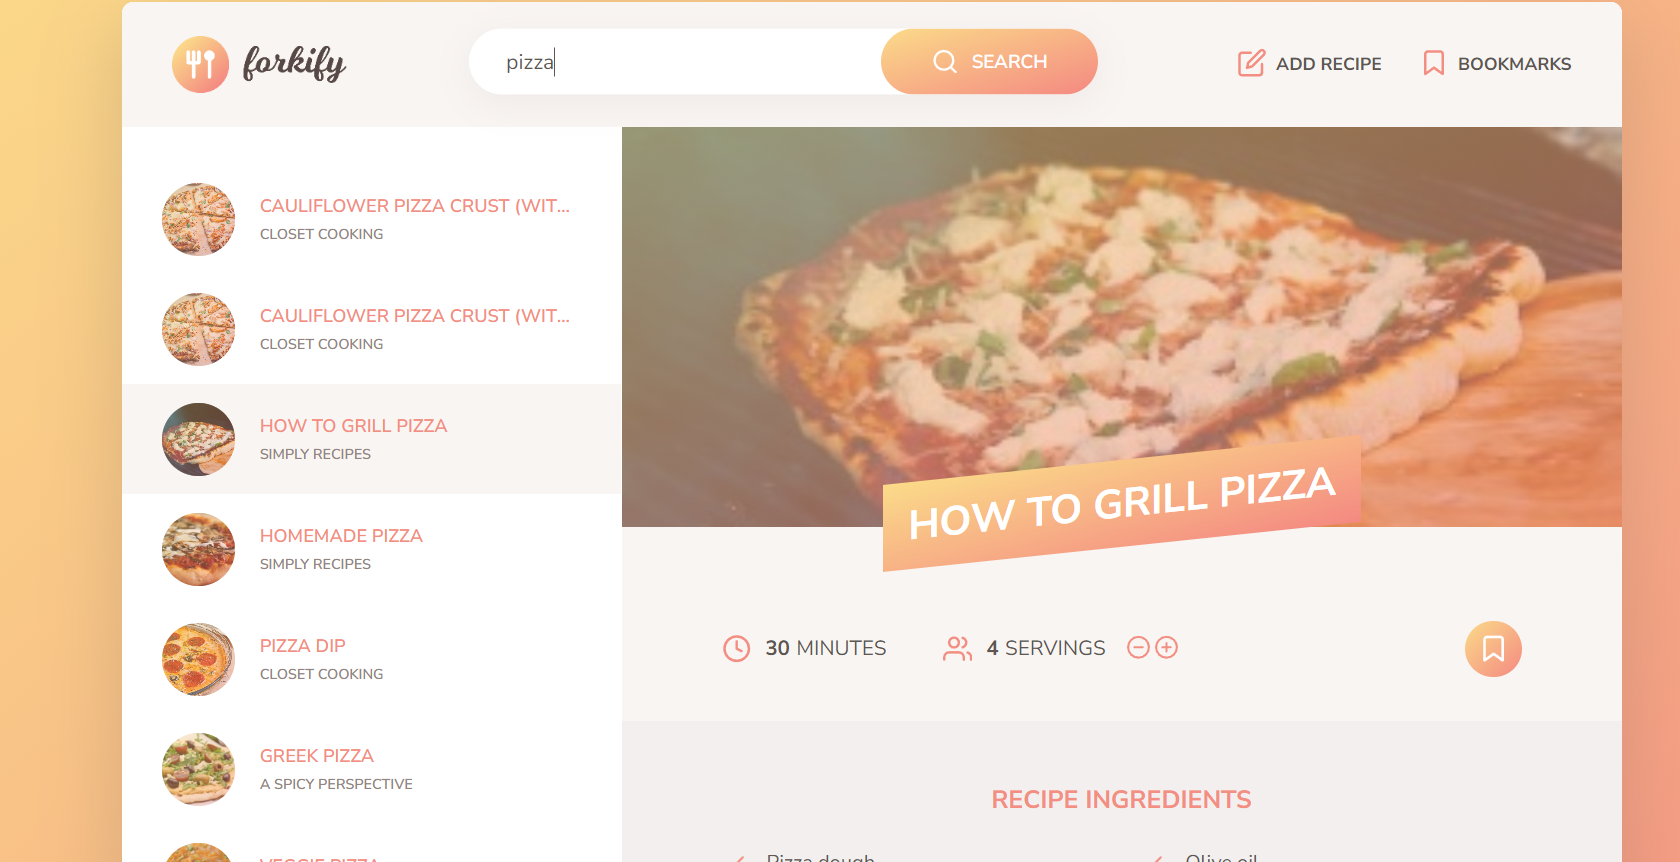 forkify
pizza
SEARCH
ADD RECIPE
BOOKMARKS
CAULIFLOWER PIZZA CRUST (WIT...
CLOSET COOKING
CAULIFLOWER PIZZA CRUST (WIT...
CLOSET COOKING
HOW TO GRILL PIZZA
SIMPLY RECIPES
HOMEMADE PIZZA
SIMPLY RECIPES
PIZZA DIP
CLOSET COOKING
GREEK PIZZA
A SPICY PERSPECTIVE
VEGGIE PIZZA
HOW TO GRILL PIZZA
30 MINUTES
4 SERVINGS
RECIPE INGREDIENTS
Pizza dough
Olive oil